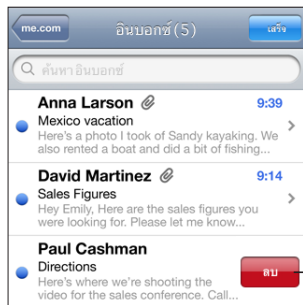 me.com
อินบอกซ์ (5)
เสร็จ
ค้นหา อินบอกซ์
Anna Larson 9:39
Mexico vacation
Here's a photo I took of Sandy kayaking. We
also rented a boat and did a bit of fishing...
David Martinez 9:14
Sales Figures
Hey Emily, Here are the sales figures you
were looking for. Please let me know...
Paul Cashman
Directions
ลบ
Here's where we're shooting the
video for the sales conference. Call...